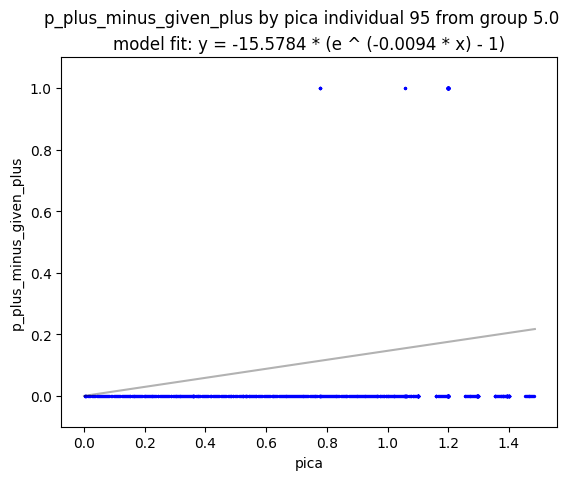 p_plus_minus_given_plus by pica individual 95 from group 5.0
model fit: y = -15.5784 * (e ^ (-0.0094 * x) - 1)
p_plus_minus_given_plus
1.0
0.8
0.6
0.4
0.2
0.0
0.0 0.2 0.4 0.6 0.8 1.0 1.2 1.4
pica